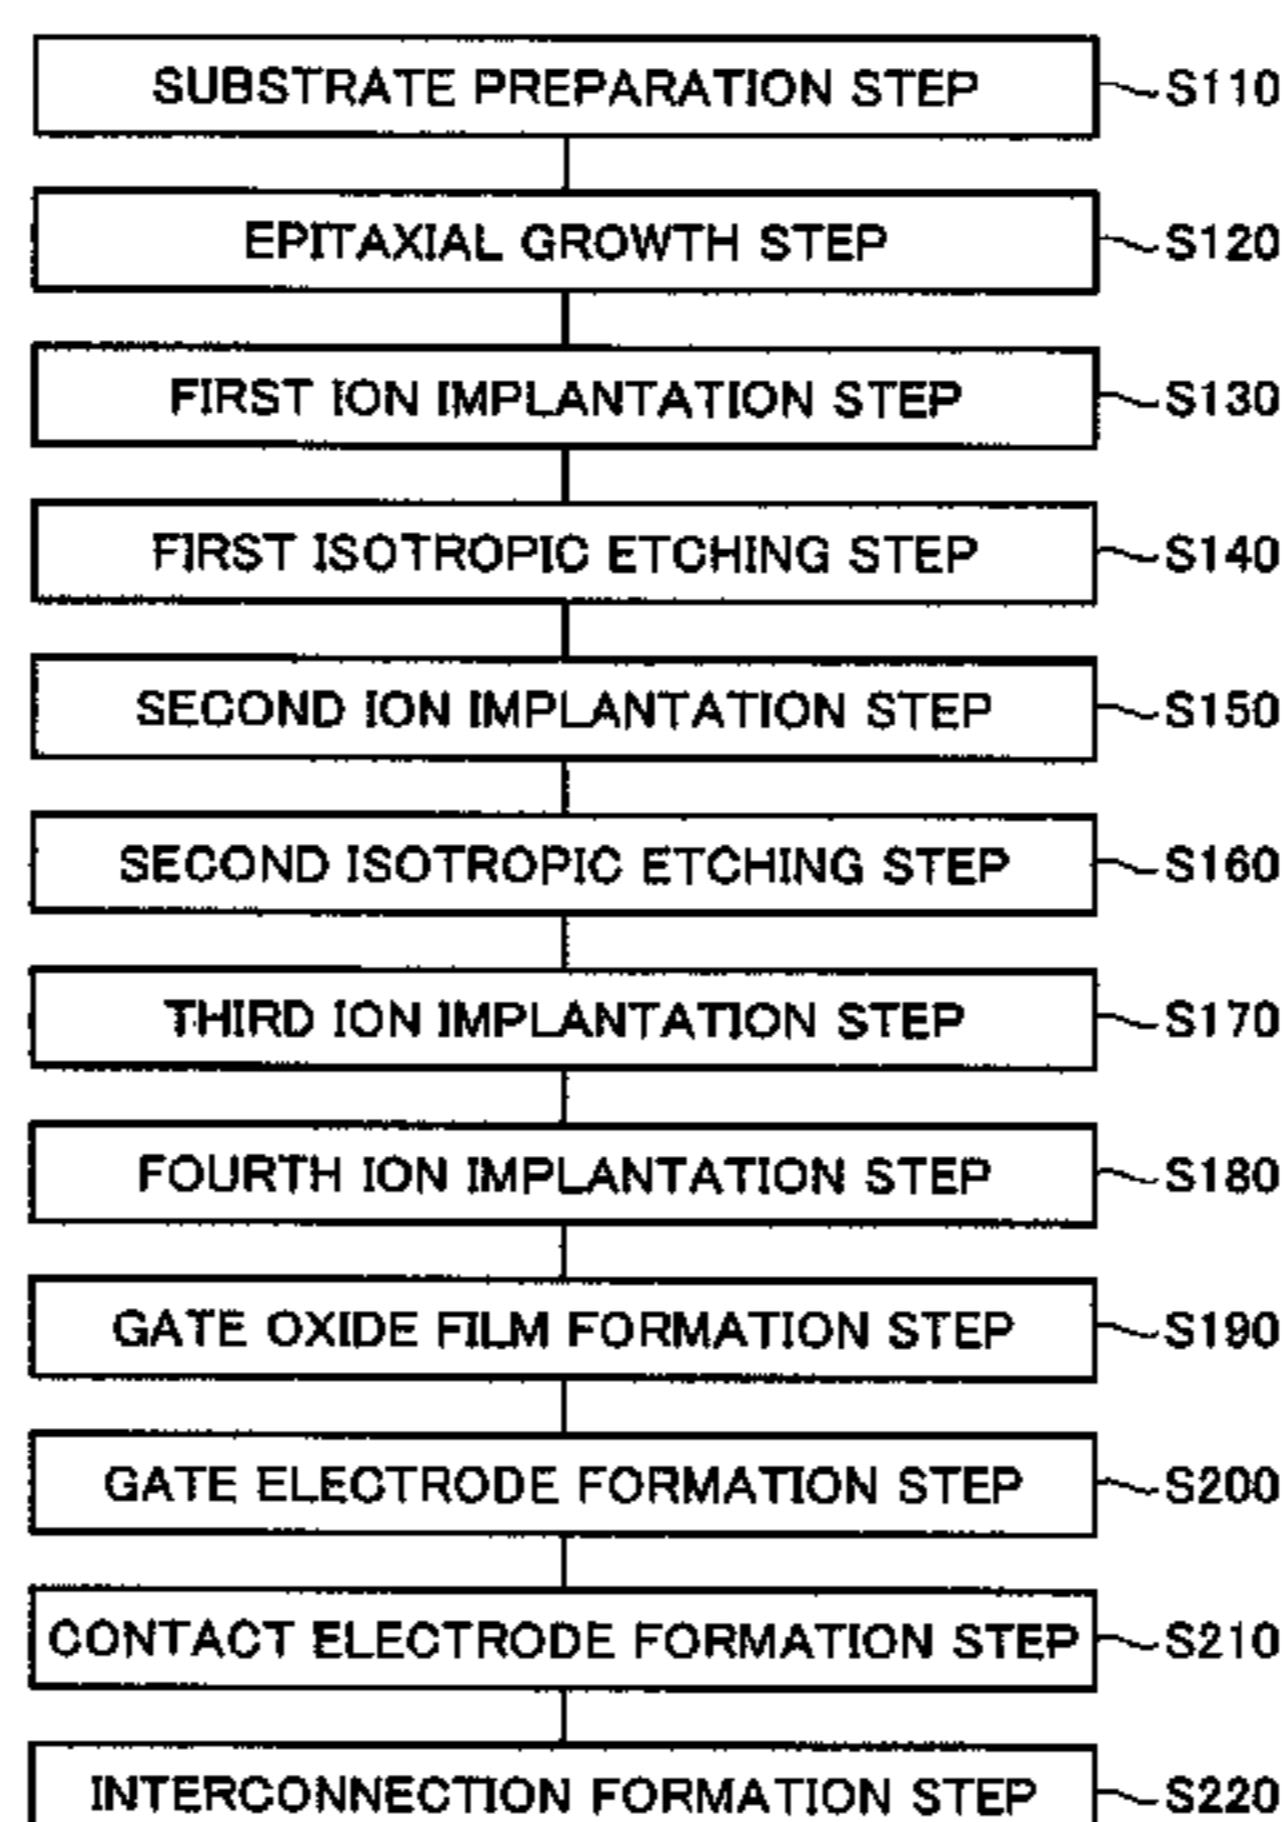 SUBSTRATE PREPARATION STEP S110
EPITAXIAL GROWTH STEP S120
FIRST ION IMPLANTATION STEP S130
FIRST ISOTROPIC ETCHING STEP S140
SECOND ION IMPLANTATION STEP S150
SECOND ISOTROPIC ETCHING STEP S160
THIRD ION IMPLANTATION STEP S170
FOURTH ION IMPLANTATION STEP S180
GATE OXIDE FILM FORMATION STEP S190
GATE ELECTRODE FORMATION STEP S200
CONTACT ELECTRODE FORMATION STEP S210
INTERCONNECTION FORMATION STEP S220